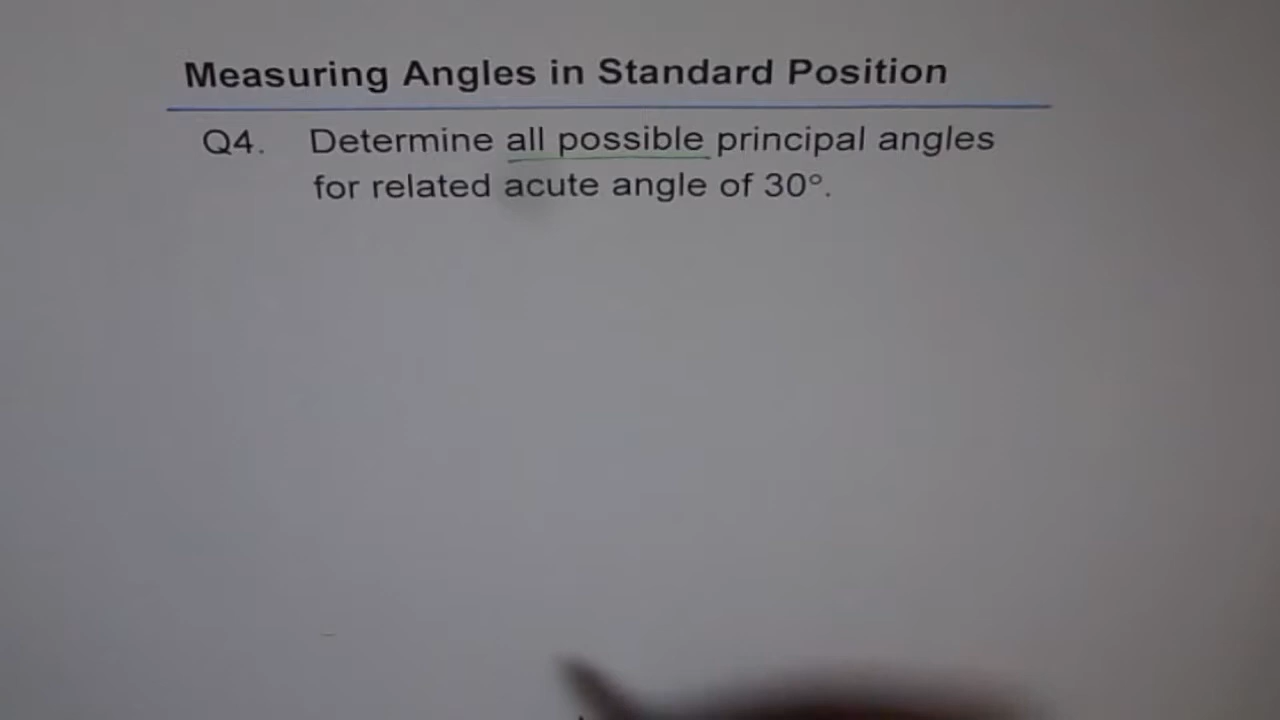 Measuring Angles in Standard Position
Q4. Determine all possible principal angles
for related acute angle of 30°.